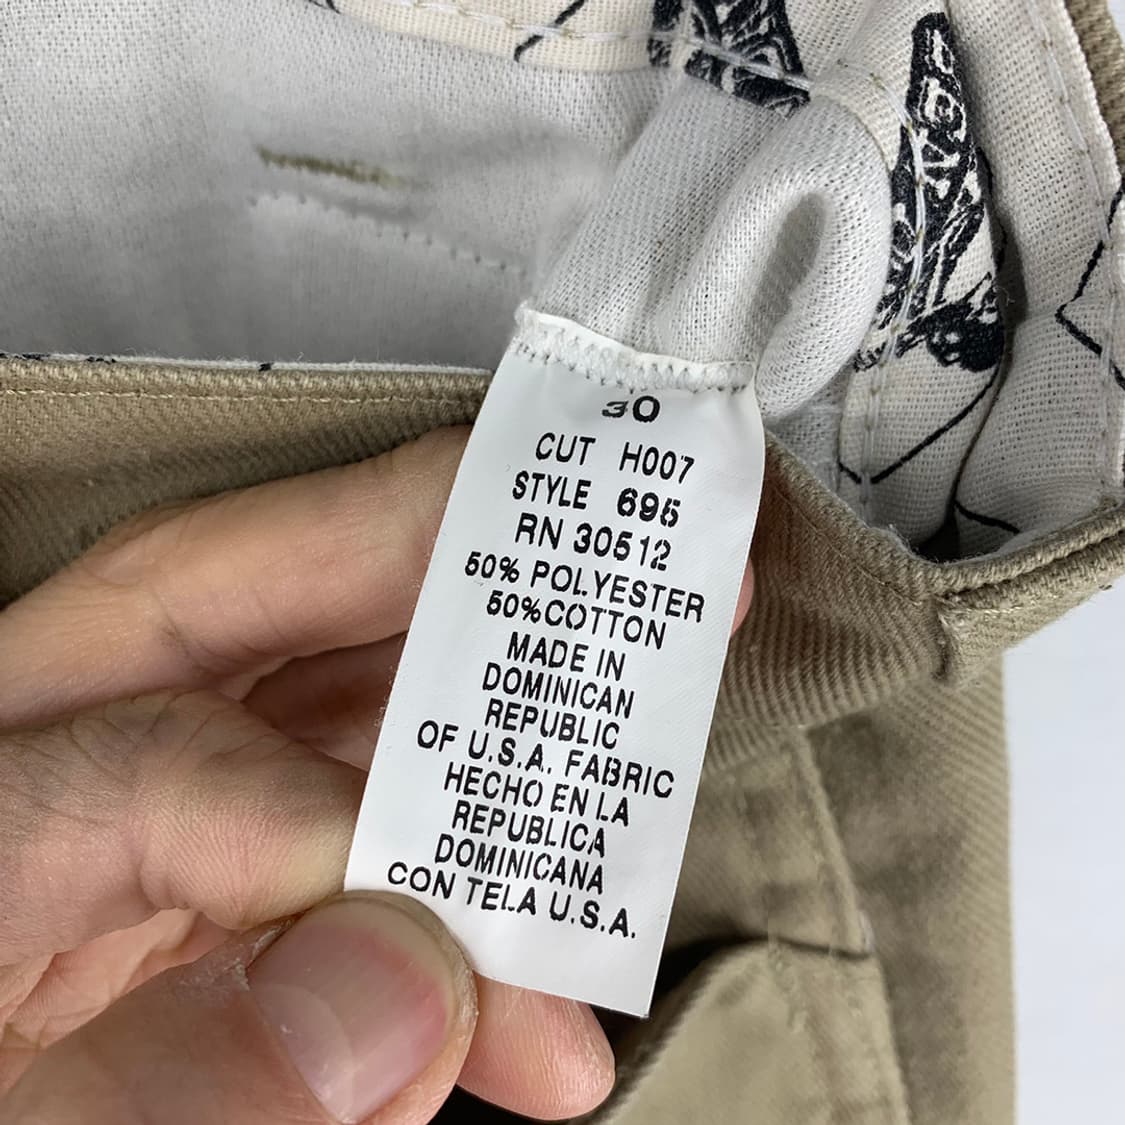 30
CUT H007
STYLE 695
RN 30512
50% POLYESTER
50%COTTON
MADE IN
DOMINICAN
REPUBLIC
OF U.S.A. FABRIC
HECHO EN LA
REPUBLICA
DOMINICANA
CON TELA U.S.A.